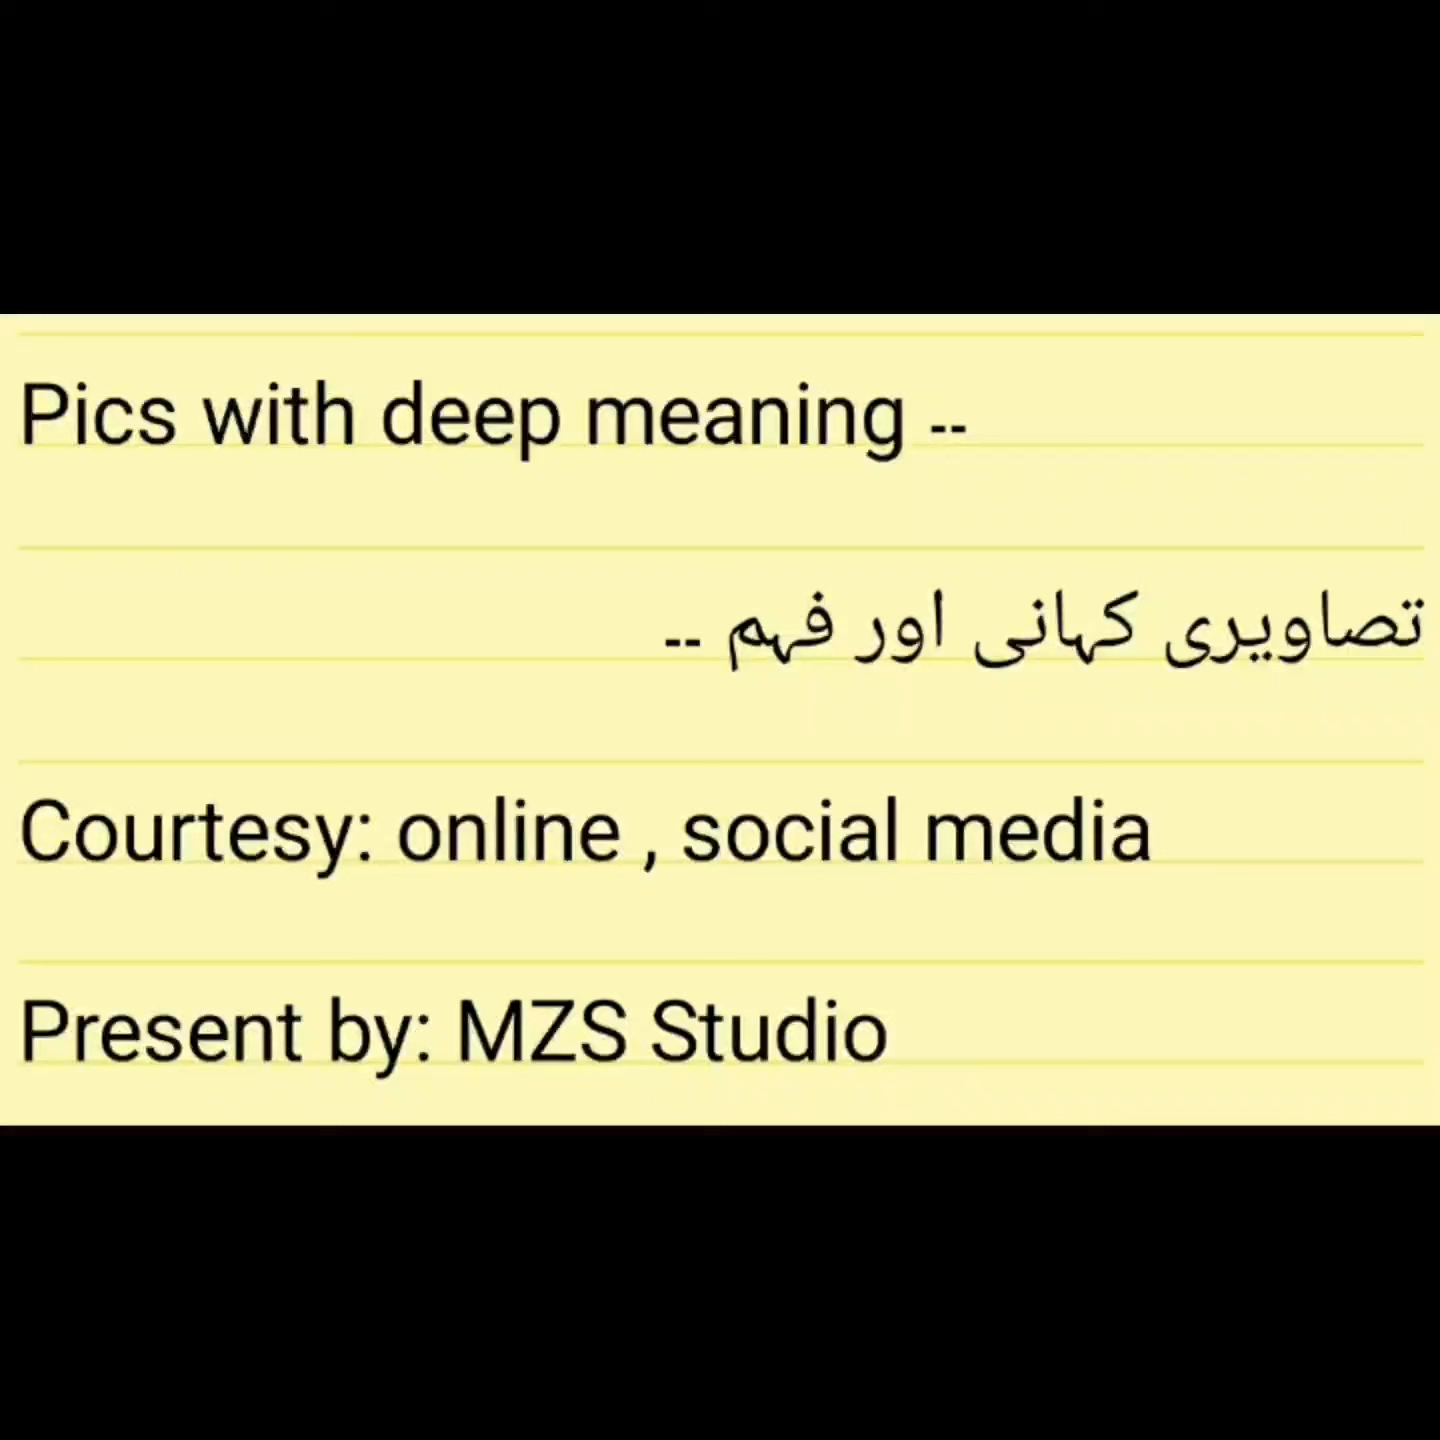 Pics with deep meaning --
تصاویری کہانی اور فہم --
Courtesy: online , social media
Present by: MZS Studio